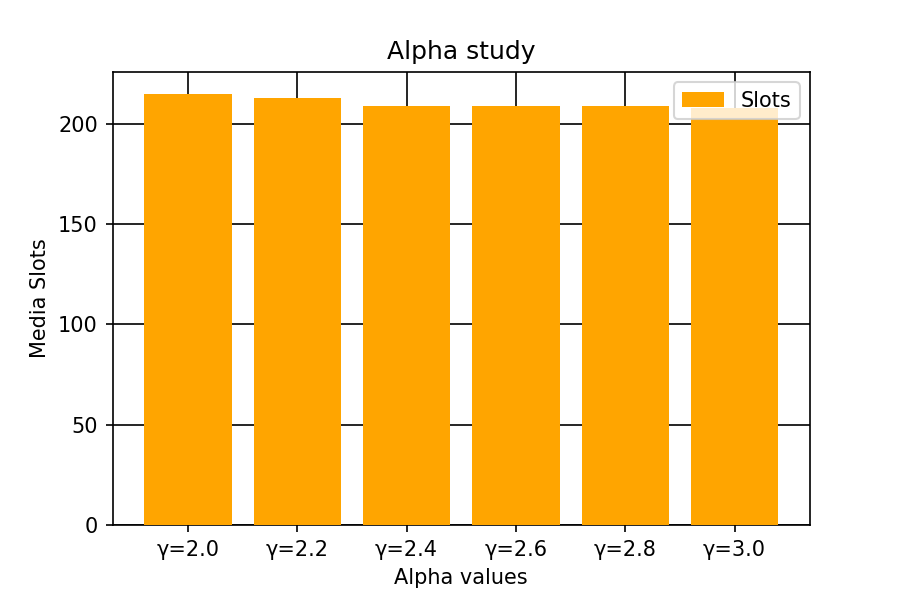 Alpha study
Slots
Media Slots
200
150
100
50
0
γ=2.0 γ=2.2 γ=2.4 γ=2.6 γ=2.8 γ=3.0
Alpha values